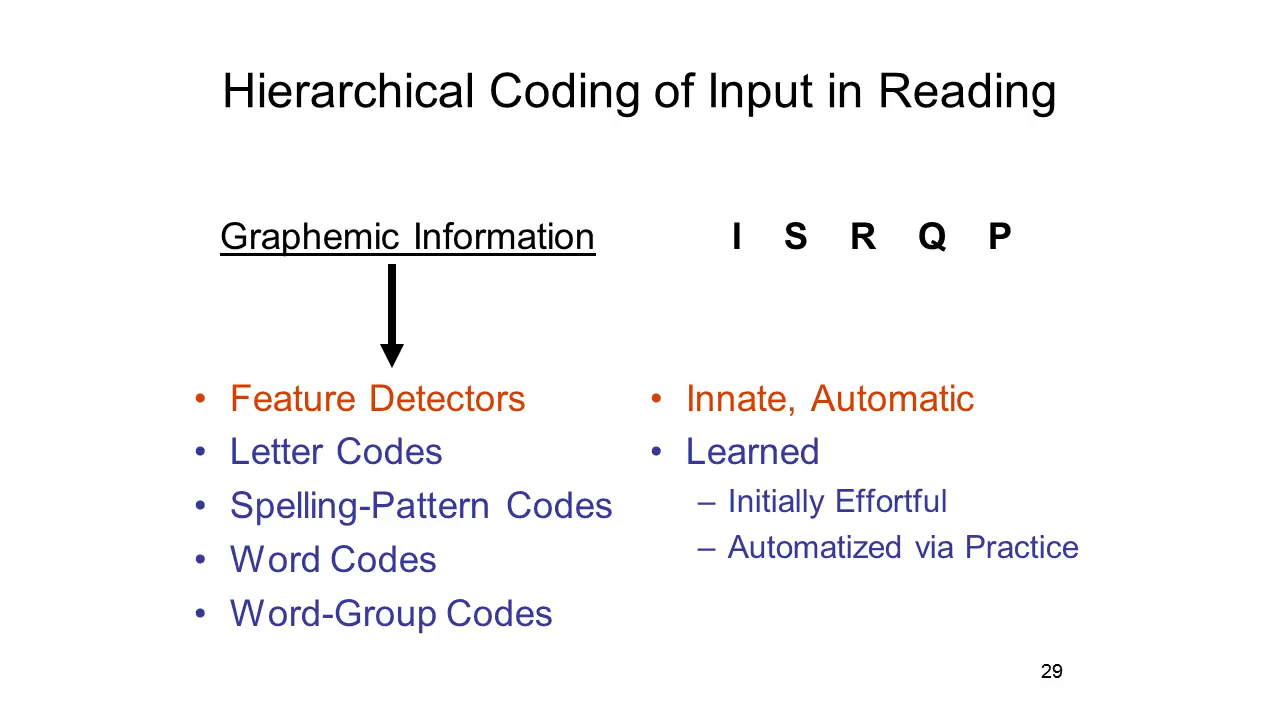 Hierarchical Coding of Input in Reading
Graphemic Information
I S R Q P
• Feature Detectors
• Letter Codes
• Spelling-Pattern Codes
• Word Codes
• Word-Group Codes
• Innate, Automatic
• Learned
– Initially Effortful
– Automatized via Practice
29